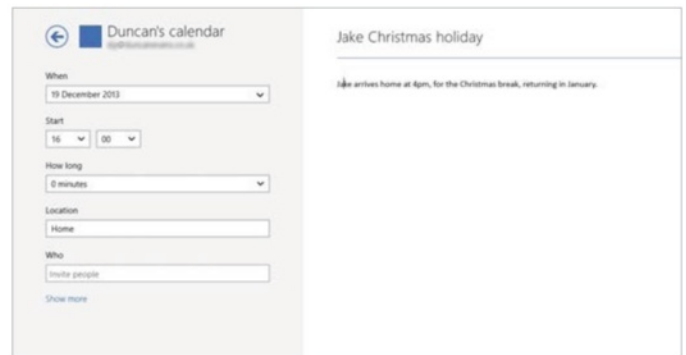 Duncan's calendar
When
19 December 2013
Start
16 00
How long
0 minutes
Location
Home
Who
Invite people
Show more
Jake Christmas holiday
Jake arrives home at 4pm, for the Christmas break, returning in January.